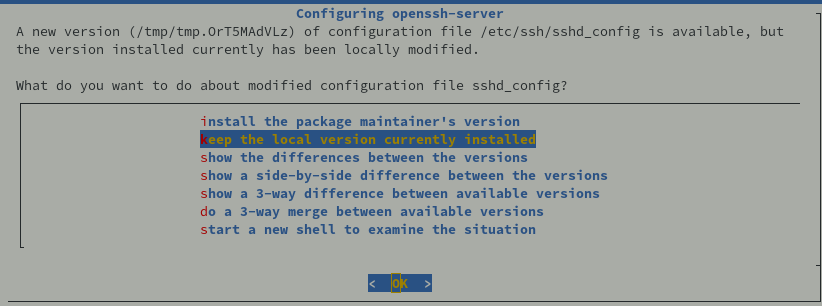 Configuring openssh-server
A new version (/tmp/tmp.OrT5MAdVLz) of configuration file /etc/ssh/sshd_config is available, but
the version installed currently has been locally modified.
What do you want to do about modified configuration file sshd_config?
install the package maintainer's version
keep the local version currently installed
show the differences between the versions
show a side-by-side difference between the versions
show a 3-way difference between available versions
do a 3-way merge between available versions
start a new shell to examine the situation
< OK >